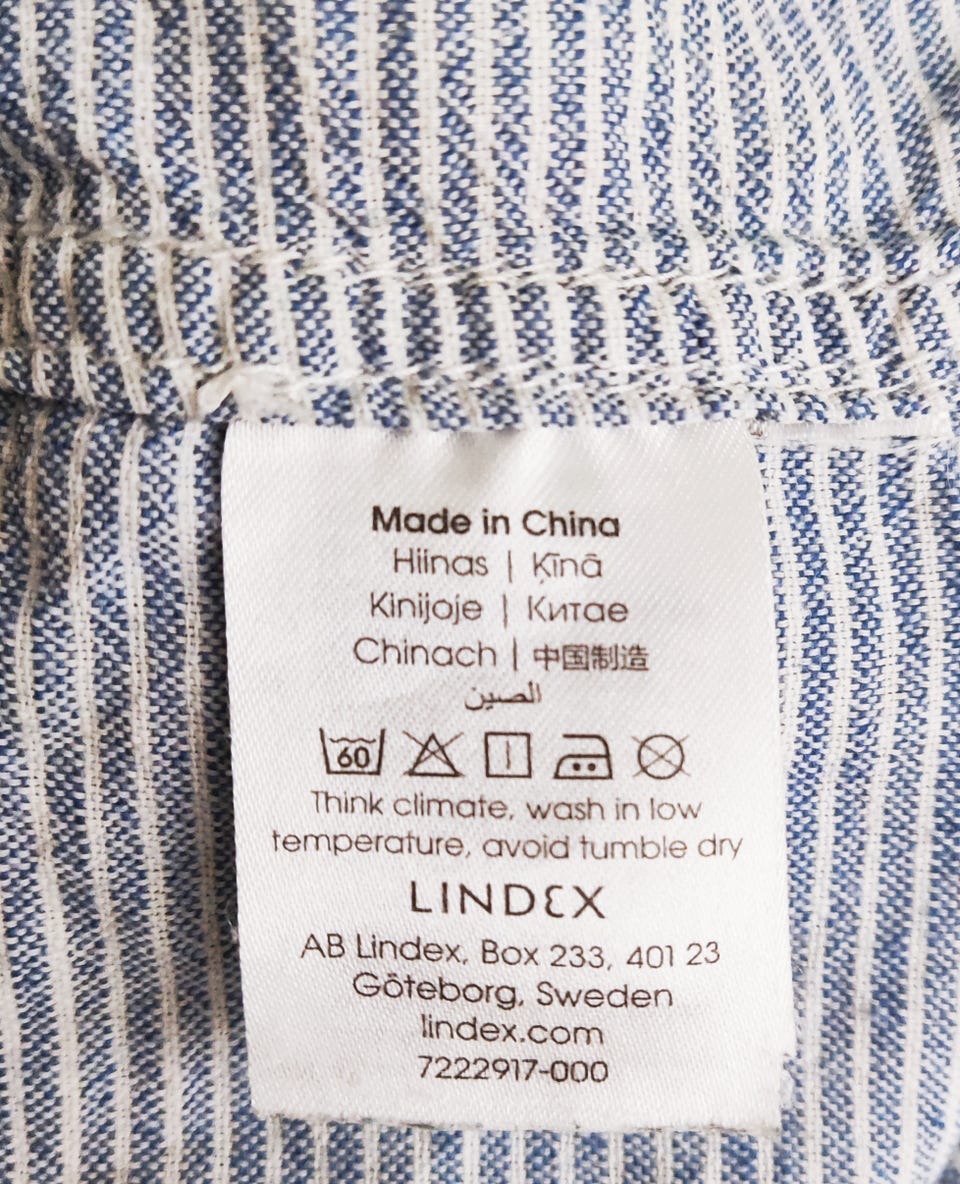 Made in China
Hiinas | Ķīnā
Kinijoje | Китае
Chinach | 中国制造
الصين
60
Think climate, wash in low
temperature, avoid tumble dry
LINDEX
AB Lindex, Box 233, 401 23
Göteborg, Sweden
lindex.com
7222917-000